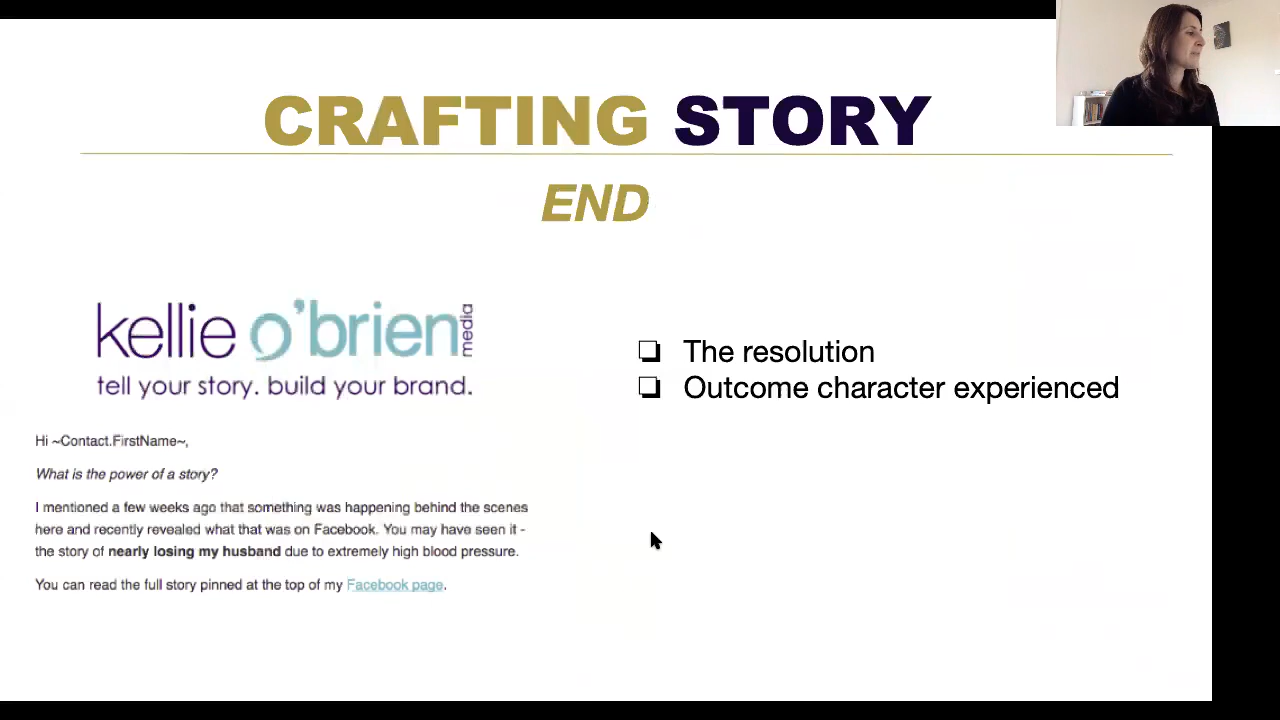 CRAFTING STORY
END
kellie o'brien media
tell your story. build your brand.
Hi ~Contact.FirstName~,
What is the power of a story?
I mentioned a few weeks ago that something was happening behind the scenes
here and recently revealed what that was on Facebook. You may have seen it -
the story of nearly losing my husband due to extremely high blood pressure.
You can read the full story pinned at the top of my Facebook page.
❏ The resolution
❏ Outcome character experienced